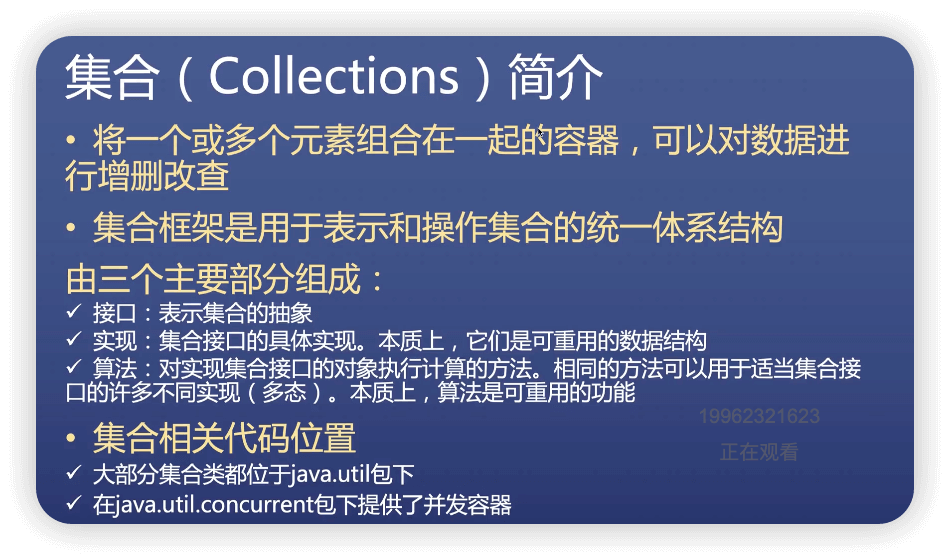 集合（Collections）简介
• 将一个或多个元素组合在一起的容器，可以对数据进
行增删改查
• 集合框架是用于表示和操作集合的统一体系结构
由三个主要部分组成：
✓ 接口：表示集合的抽象
✓ 实现：集合接口的具体实现。本质上，它们是可重用的数据结构
✓ 算法：对实现集合接口的对象执行计算的方法。相同的方法可以用于适当集合接
口的许多不同实现（多态）。本质上，算法是可重用的功能
19962321623
• 集合相关代码位置
正在观看
✓ 大部分集合类都位于java.util包下
✓ 在java.util.concurrent包下提供了并发容器